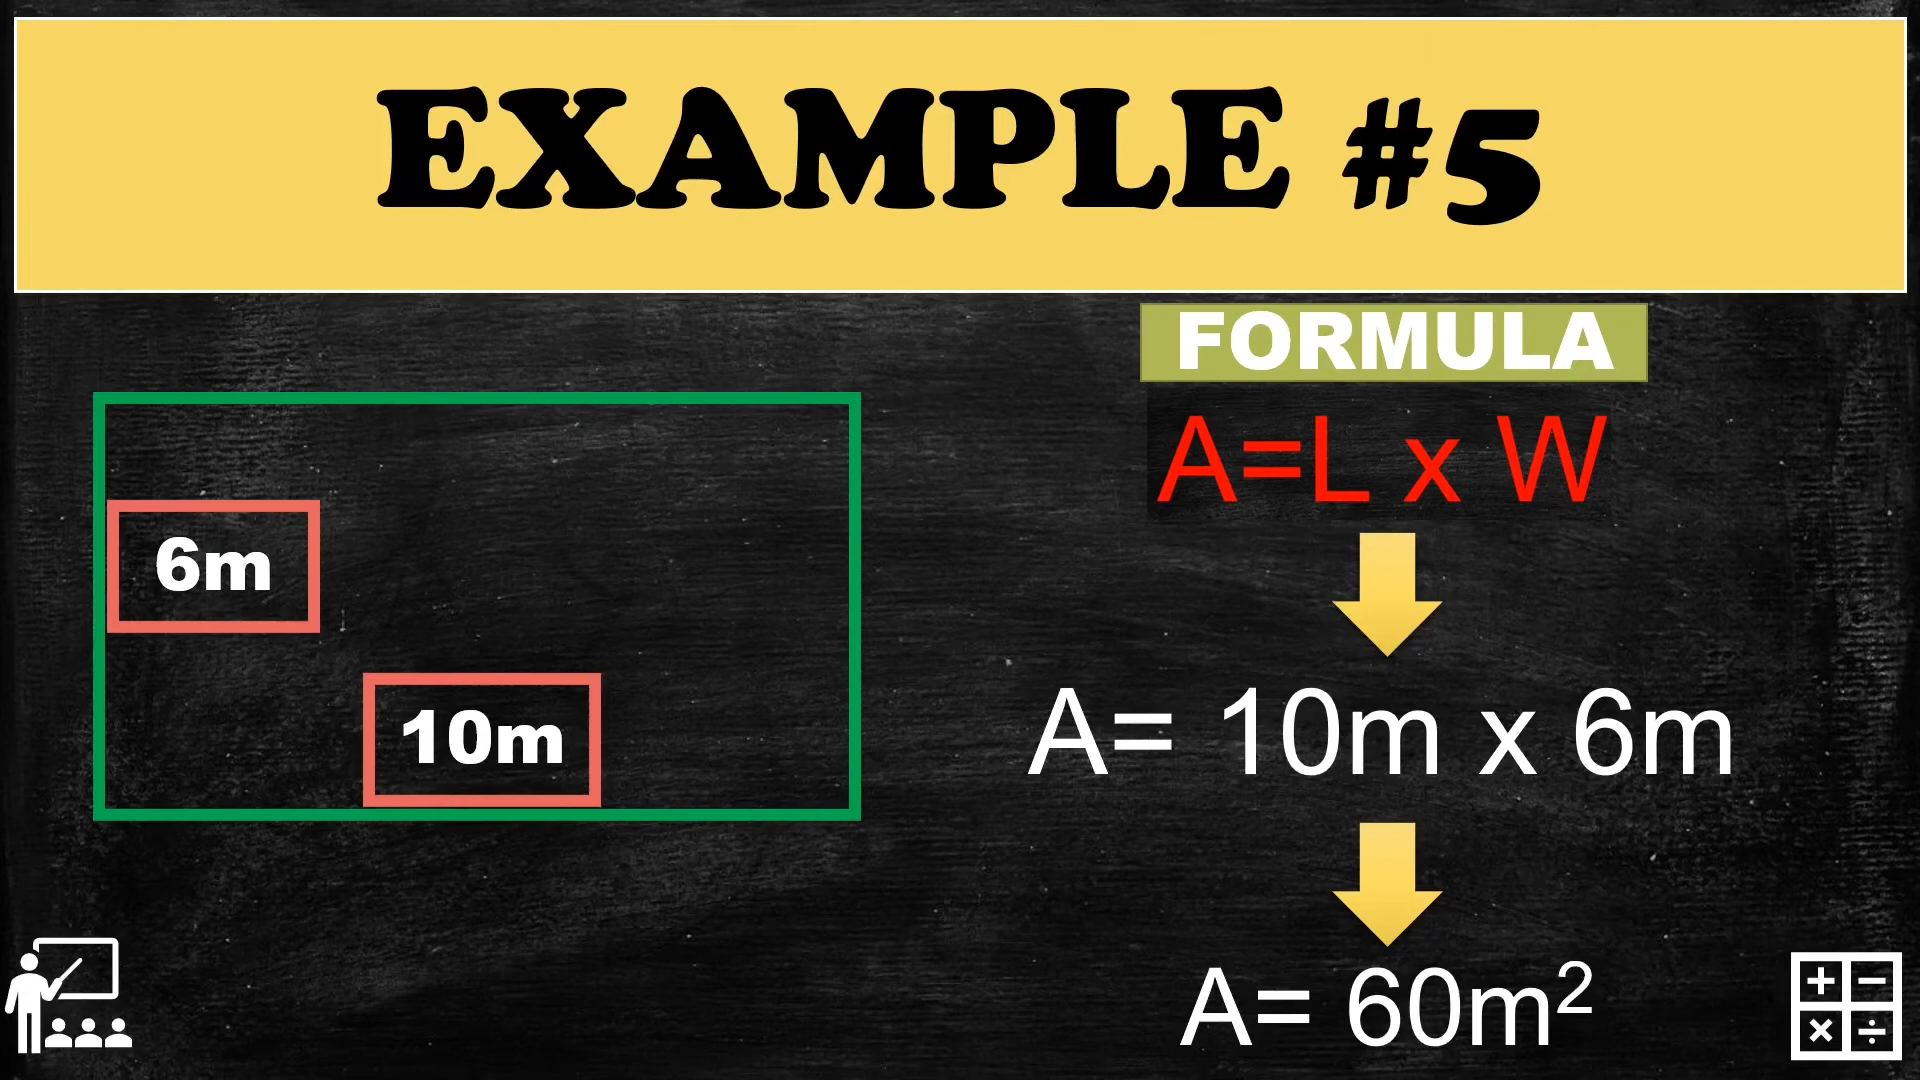 EXAMPLE #5
FORMULA
A=L x W
6m
A= 10m x 6m
10m
A= 60m²